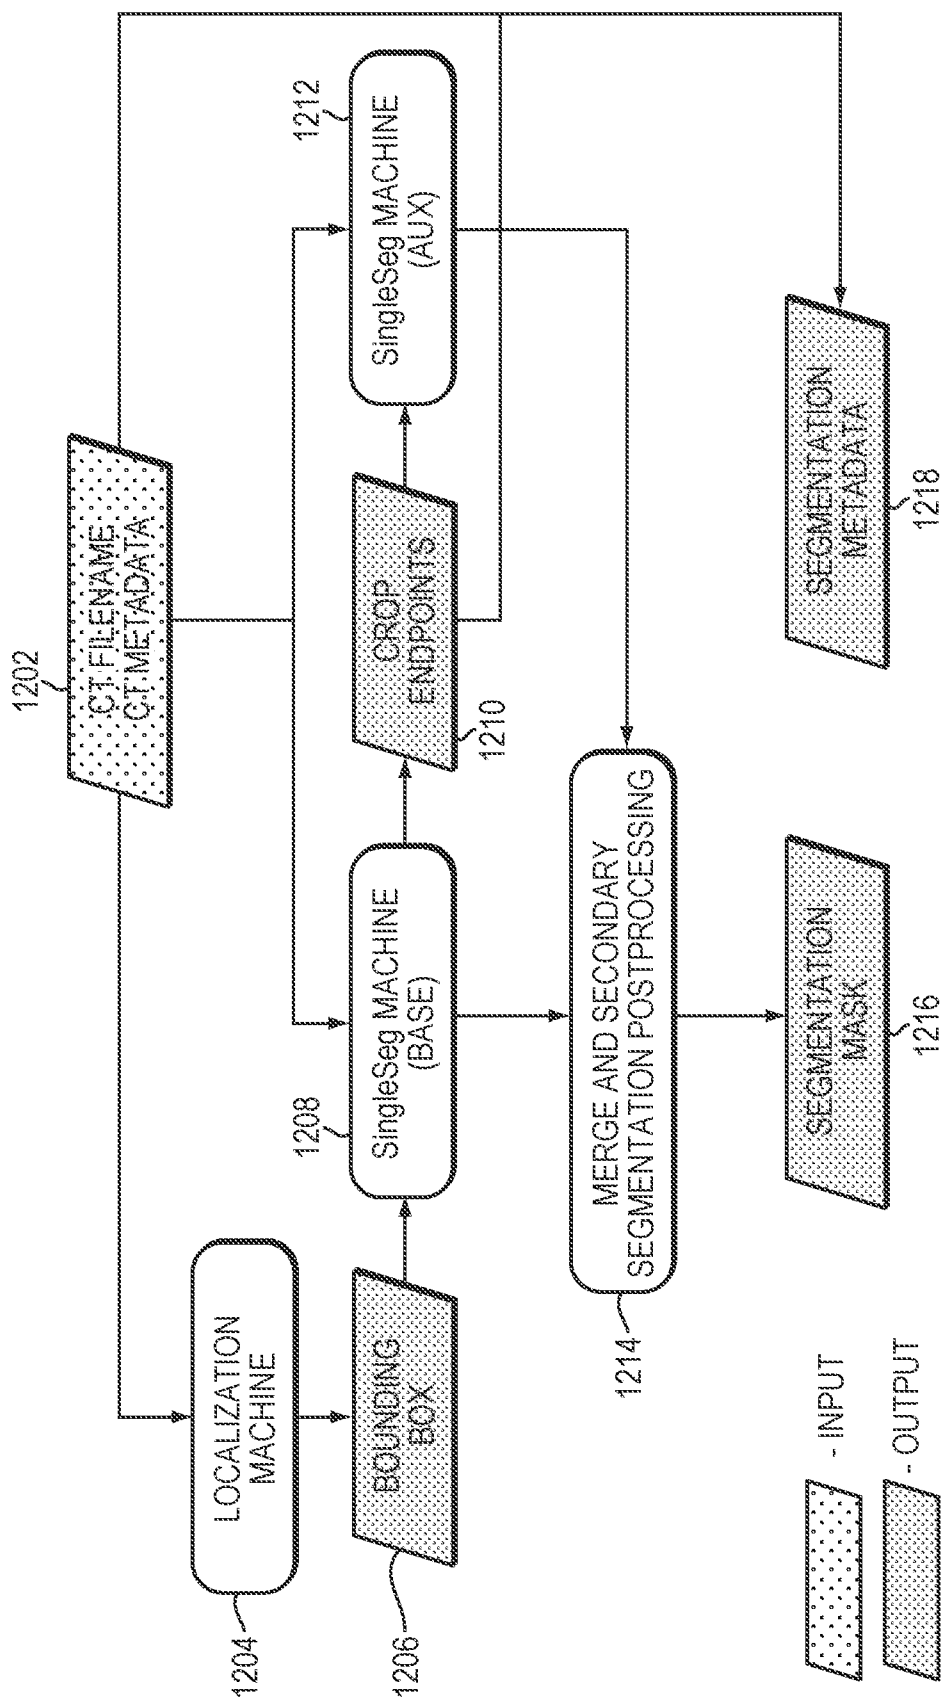 1202
CT FILENAME
CT METADATA
1204
LOCALIZATION
MACHINE
1206
BOUNDING
BOX
1208
SingleSeg MACHINE
(BASE)
1210
CROP
ENDPOINTS
1212
SingleSeg MACHINE
(AUX)
1214
MERGE AND SECONDARY
SEGMENTATION POSTPROCESSING
SEGMENTATION
MASK
1216
SEGMENTATION
METADATA
1218
- INPUT
- OUTPUT